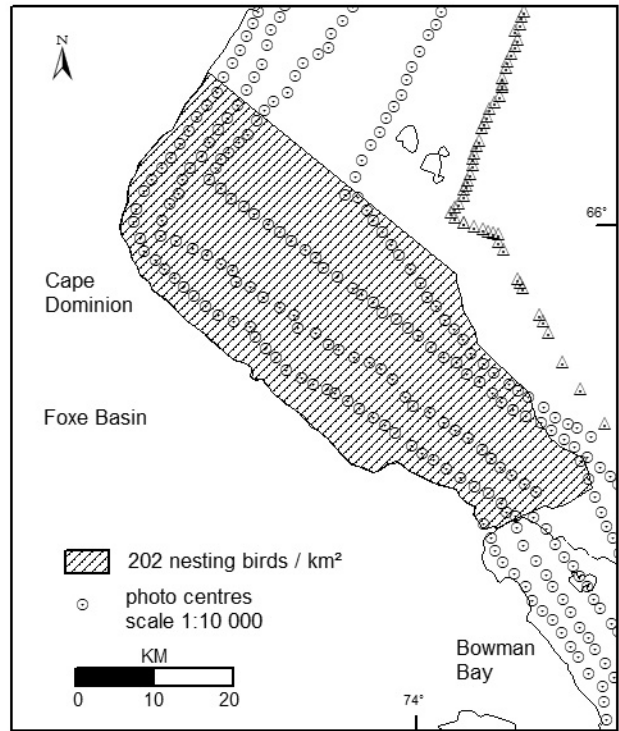 N
66°
Cape
Dominion
Foxe Basin
202 nesting birds / km²
photo centres
scale 1:10 000
KM
0 10 20
Bowman
Bay
74°